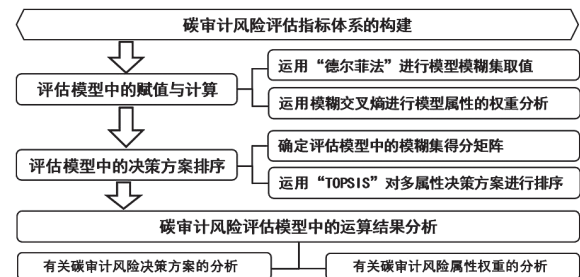 碳审计风险评估指标体系的构建
评估模型中的赋值与计算
运用“德尔菲法”进行模型模糊集取值
运用模糊交叉熵进行模型属性的权重分析
评估模型中的决策方案排序
确定评估模型中的模糊集得分矩阵
运用“TOPSIS”对多属性决策方案进行排序
碳审计风险评估模型中的运算结果分析
有关碳审计风险决策方案的分析
有关碳审计风险属性权重的分析